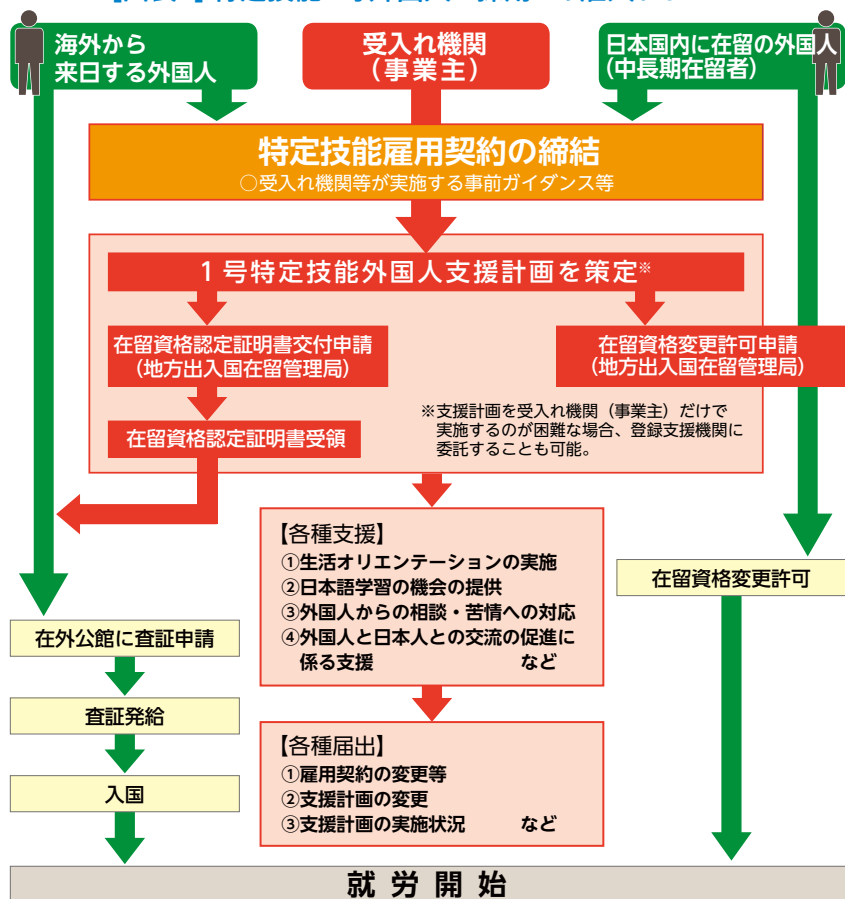 海外から
来日する外国人
受入れ機関
（事業主）
日本国内に在留の外国人
（中長期在留者）
特定技能雇用契約の締結
○受入れ機関等が実施する事前ガイダンス等
１号特定技能外国人支援計画を策定※
在留資格認定証明書交付申請
（地方出入国在留管理局）
在留資格変更許可申請
（地方出入国在留管理局）
在留資格認定証明書受領
※支援計画を受入れ機関（事業主）だけで
実施するのが困難な場合、登録支援機関に
委託することも可能。
【各種支援】
①生活オリエンテーションの実施
②日本語学習の機会の提供
③外国人からの相談・苦情への対応
④外国人と日本人との交流の促進に
係る支援 など
在留資格変更許可
在外公館に査証申請
査証発給
入国
【各種届出】
①雇用契約の変更等
②支援計画の変更
③支援計画の実施状況 など
就労開始